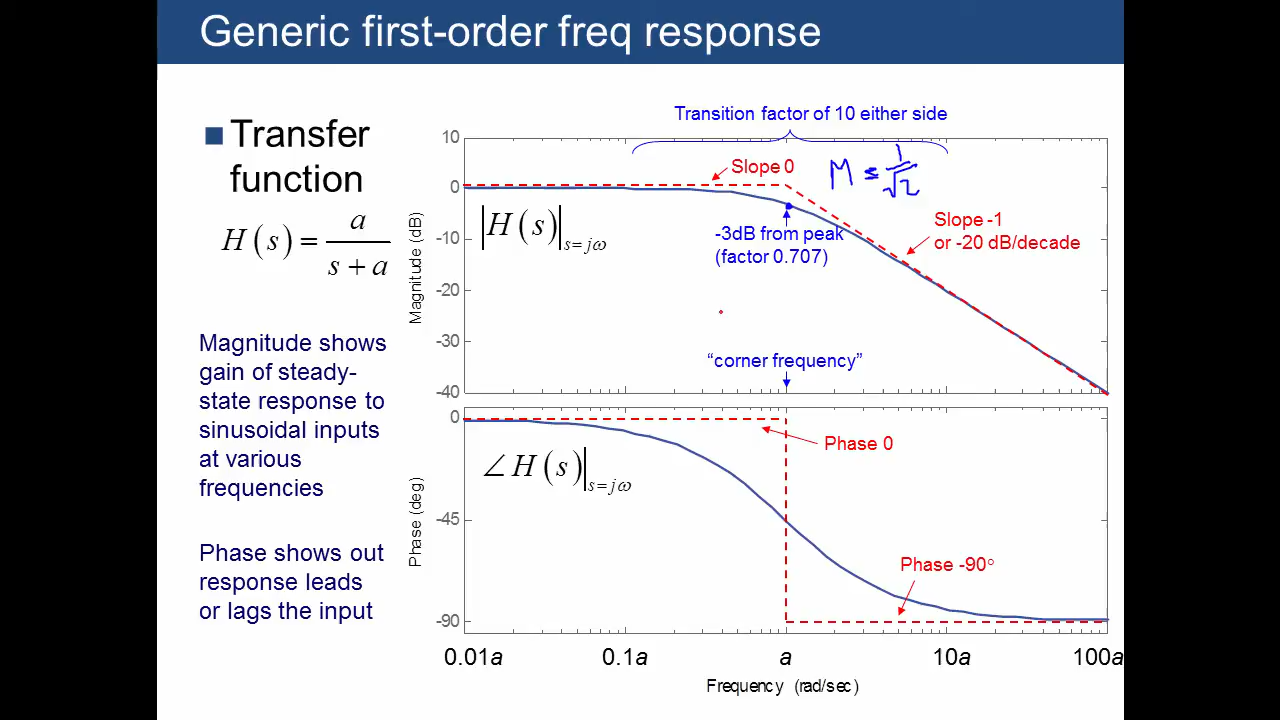 Generic first-order freq response
■ Transfer
function
H(s) = a / (s + a)
Magnitude shows
gain of steady-
state response to
sinusoidal inputs
at various
frequencies
Phase shows out
response leads
or lags the input
Transition factor of 10 either side
Slope 0
M ≤ 1/√2
|H(s)|s=jω
-3dB from peak
(factor 0.707)
Slope -1
or -20 dB/decade
"corner frequency"
Magnitude (dB)
10
0
-10
-20
-30
-40
Phase 0
∠H(s)|s=jω
Phase -90°
Phase (deg)
0
-45
-90
0.01a 0.1a a 10a 100a
Frequency (rad/sec)